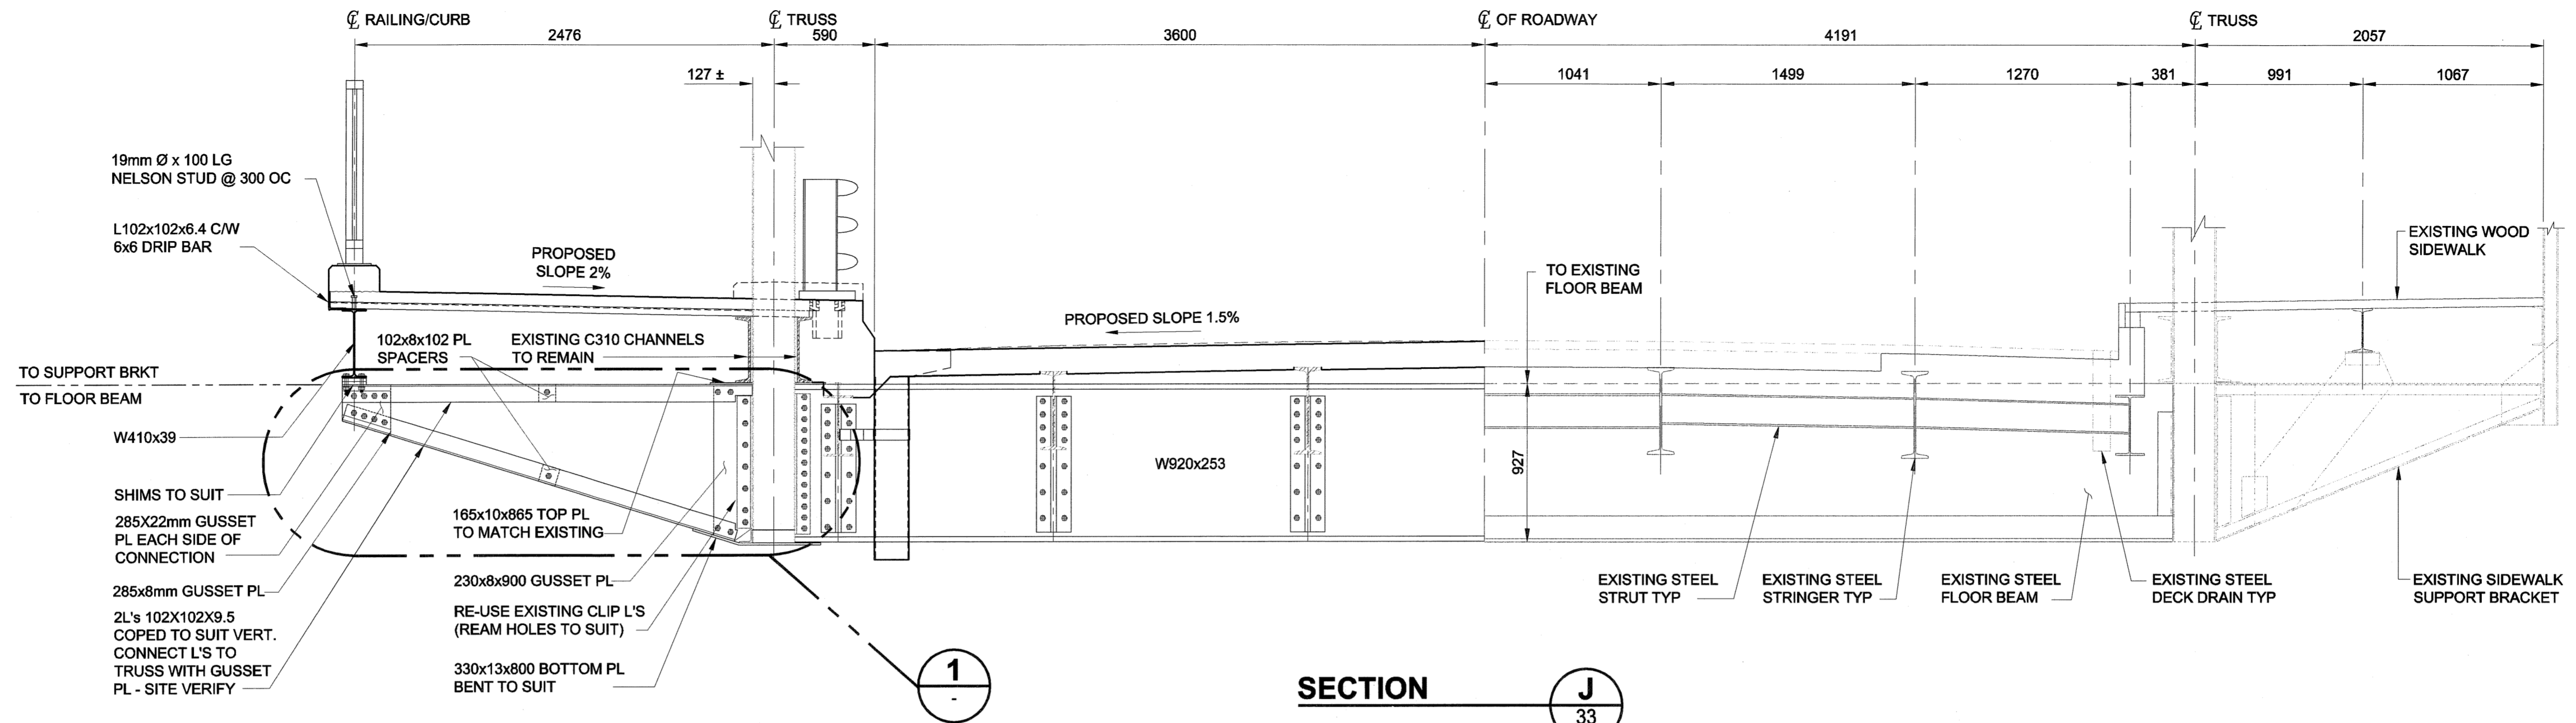 ℄ RAILING/CURB
℄ TRUSS
℄ OF ROADWAY
℄ TRUSS
2476
590
3600
4191
2057
127 ±
1041
1499
1270
381
991
1067
19mm Ø x 100 LG
NELSON STUD @ 300 OC
L102x102x6.4 C/W
6x6 DRIP BAR
PROPOSED
SLOPE 2%
TO EXISTING
FLOOR BEAM
EXISTING WOOD
SIDEWALK
PROPOSED SLOPE 1.5%
102x8x102 PL
SPACERS
EXISTING C310 CHANNELS
TO REMAIN
TO SUPPORT BRKT
TO FLOOR BEAM
W410x39
W920x253
927
SHIMS TO SUIT
285X22mm GUSSET
PL EACH SIDE OF
CONNECTION
165x10x865 TOP PL
TO MATCH EXISTING
285x8mm GUSSET PL
230x8x900 GUSSET PL
2L's 102X102X9.5
COPED TO SUIT VERT.
CONNECT L'S TO
TRUSS WITH GUSSET
PL - SITE VERIFY
RE-USE EXISTING CLIP L'S
(REAM HOLES TO SUIT)
330x13x800 BOTTOM PL
BENT TO SUIT
EXISTING STEEL
STRUT TYP
EXISTING STEEL
STRINGER TYP
EXISTING STEEL
FLOOR BEAM
EXISTING STEEL
DECK DRAIN TYP
EXISTING SIDEWALK
SUPPORT BRACKET
1
-
SECTION
J
33